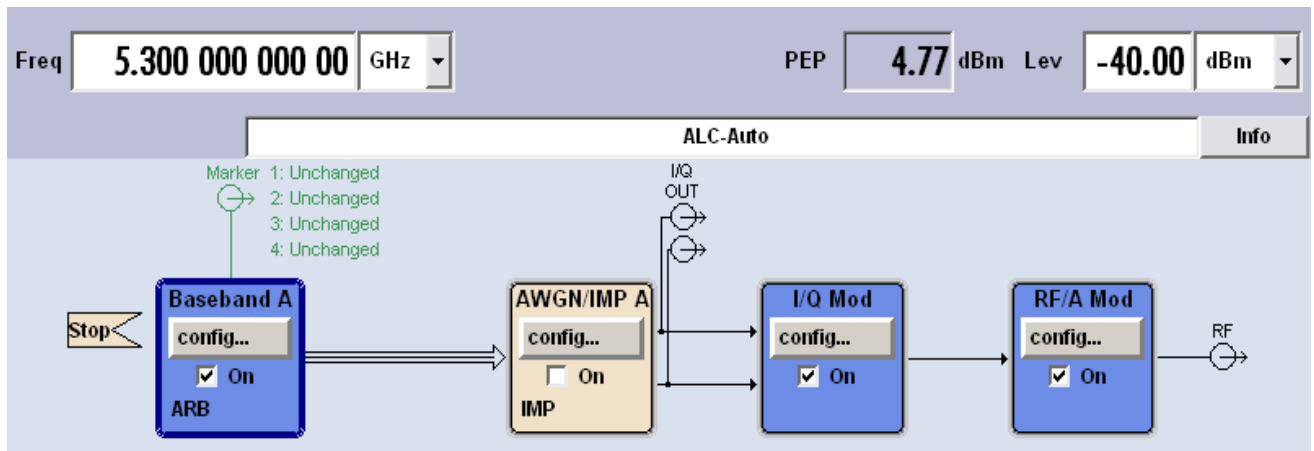 Freq 5.300 000 000 00 GHz PEP 4.77 dBm Lev -40.00 dBm
ALC-Auto Info
Marker 1: Unchanged
2: Unchanged
3: Unchanged
4: Unchanged
I/Q
OUT
Baseband A AWGN/IMP A I/Q Mod RF/A Mod
Stop config... config... config... config... RF
On On On On
ARB IMP